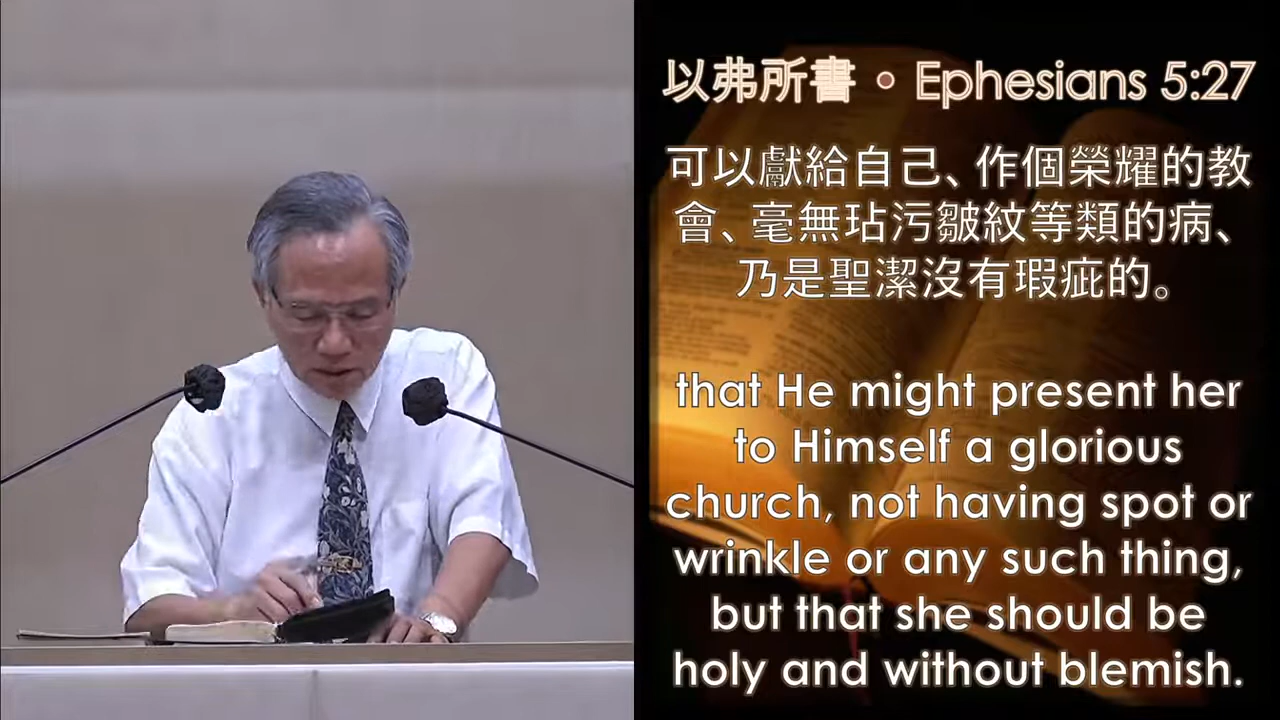 以弗所書 • Ephesians 5:27
可以獻給自己、作個榮耀的教
會、毫無玷污皺紋等類的病、
乃是聖潔沒有瑕疵的。
that He might present her
to Himself a glorious
church, not having spot or
wrinkle or any such thing,
but that she should be
holy and without blemish.